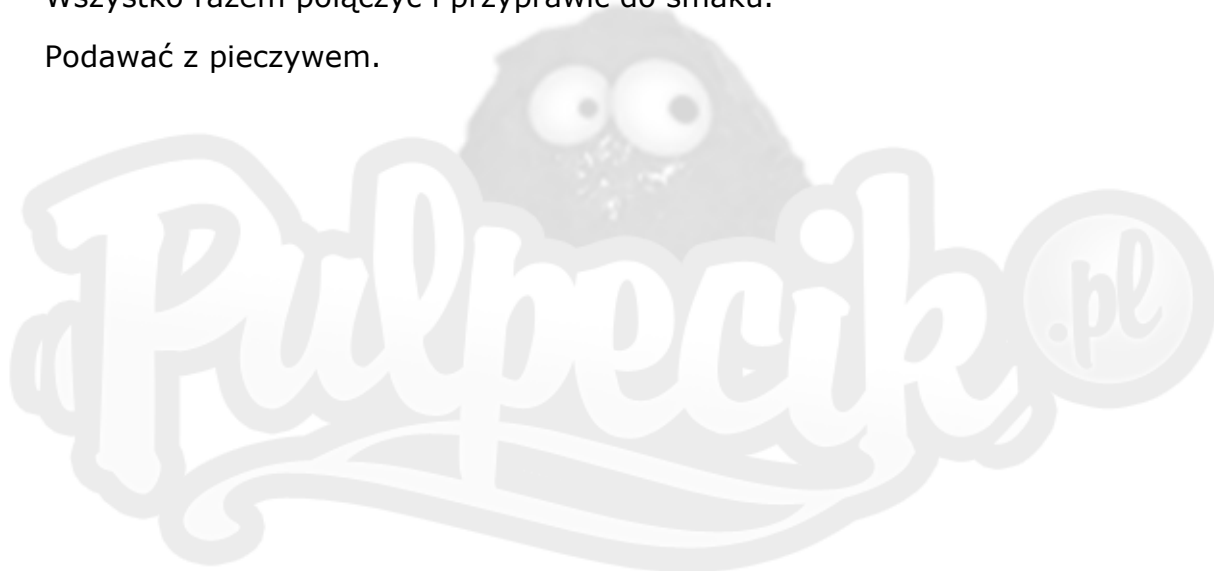 Wszystko razem połączyć i przyprawić do smaku.
Podawać z pieczywem.
Pulpecik
.pl